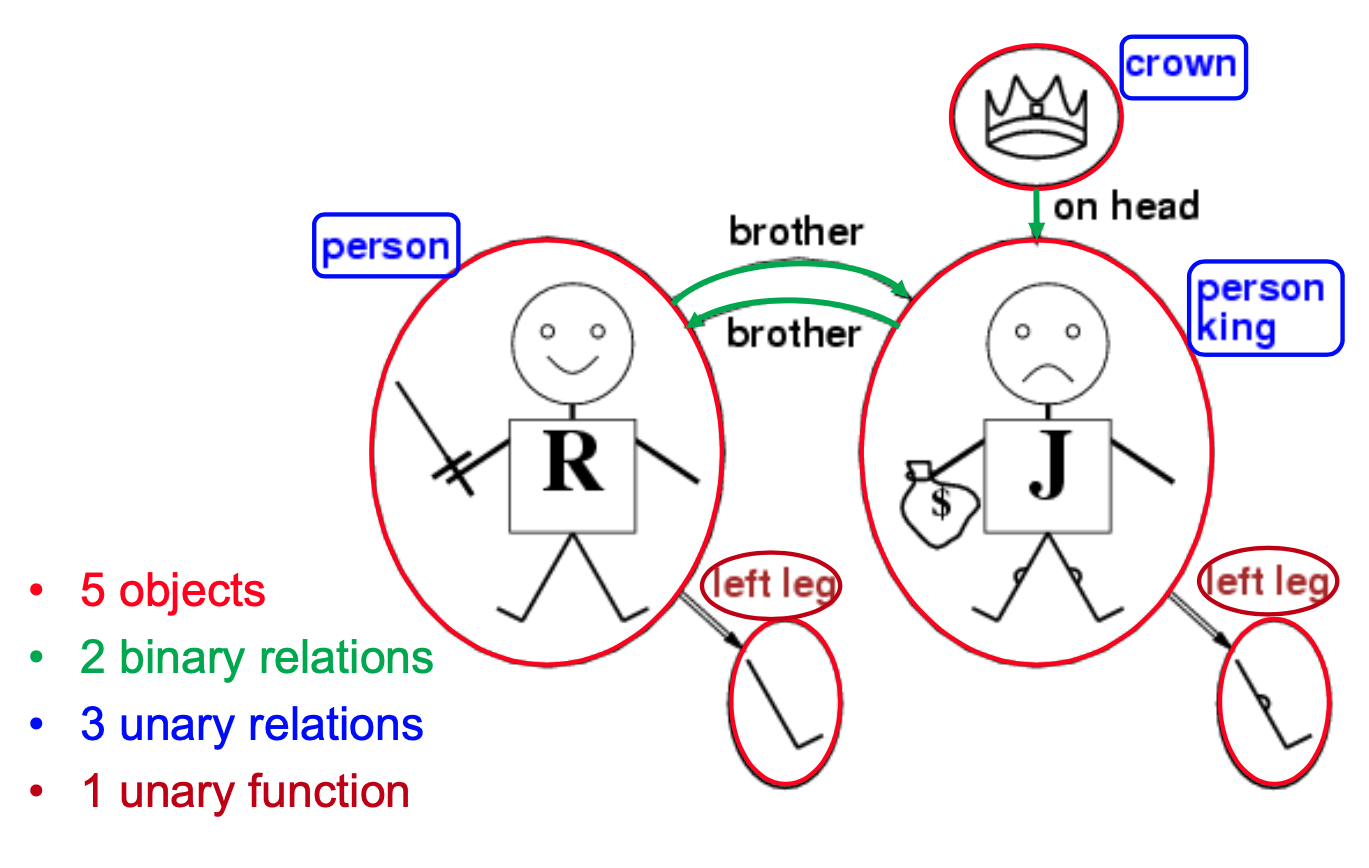 crown
on head
brother
person
person
king
brother
R
J
$
left leg
left leg
• 5 objects
• 2 binary relations
• 3 unary relations
• 1 unary function